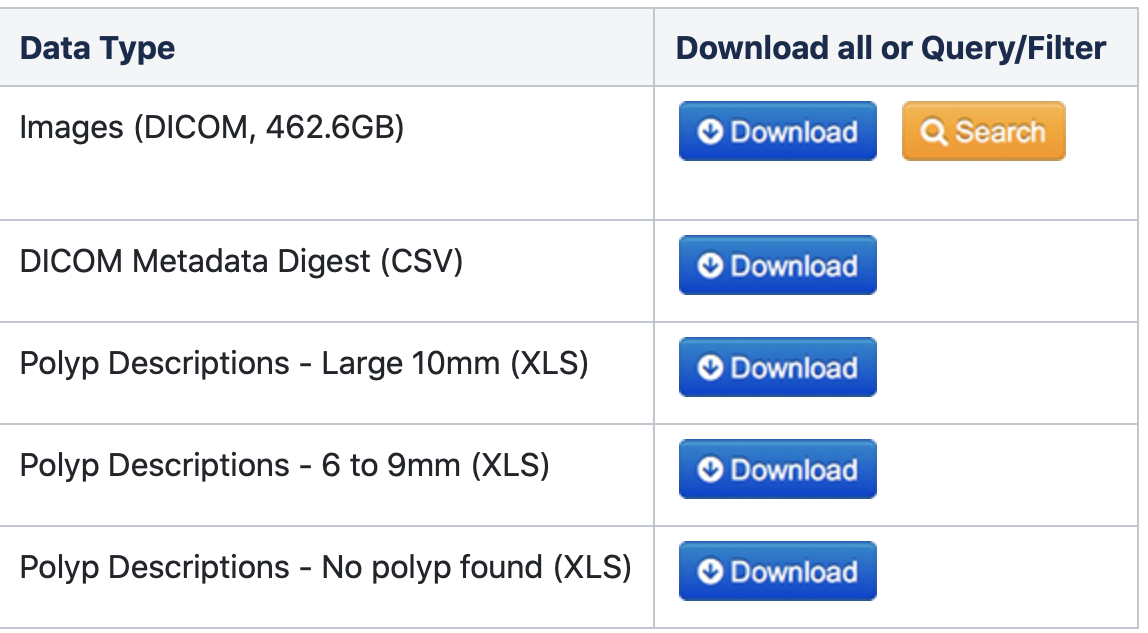 Data Type
Download all or Query/Filter
Images (DICOM, 462.6GB)
Download
Search
DICOM Metadata Digest (CSV)
Download
Polyp Descriptions - Large 10mm (XLS)
Download
Polyp Descriptions - 6 to 9mm (XLS)
Download
Polyp Descriptions - No polyp found (XLS)
Download